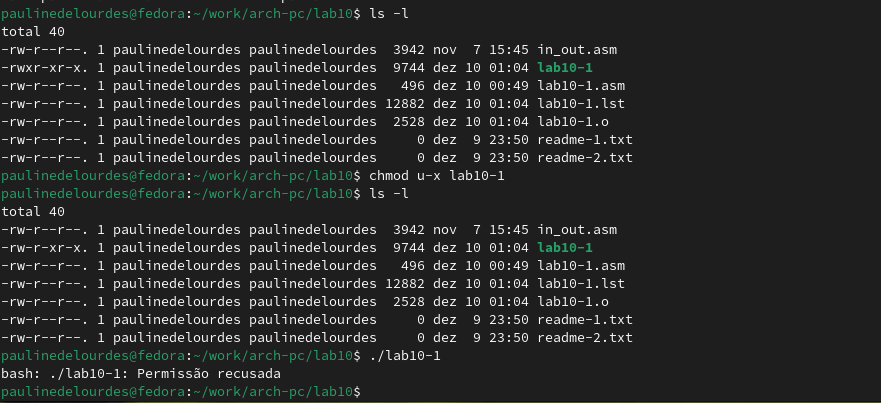 paulinedelourdes@fedora:~/work/arch-pc/lab10$ ls -l
total 40
-rw-r--r--. 1 paulinedelourdes paulinedelourdes  3942 nov  7 15:45 in_out.asm
-rwxr-xr-x. 1 paulinedelourdes paulinedelourdes  9744 dez 10 01:04 lab10-1
-rw-r--r--. 1 paulinedelourdes paulinedelourdes   496 dez 10 00:49 lab10-1.asm
-rw-r--r--. 1 paulinedelourdes paulinedelourdes 12882 dez 10 01:04 lab10-1.lst
-rw-r--r--. 1 paulinedelourdes paulinedelourdes  2528 dez 10 01:04 lab10-1.o
-rw-r--r--. 1 paulinedelourdes paulinedelourdes     0 dez  9 23:50 readme-1.txt
-rw-r--r--. 1 paulinedelourdes paulinedelourdes     0 dez  9 23:50 readme-2.txt
paulinedelourdes@fedora:~/work/arch-pc/lab10$ chmod u-x lab10-1
paulinedelourdes@fedora:~/work/arch-pc/lab10$ ls -l
total 40
-rw-r--r--. 1 paulinedelourdes paulinedelourdes  3942 nov  7 15:45 in_out.asm
-rw-r-xr-x. 1 paulinedelourdes paulinedelourdes  9744 dez 10 01:04 lab10-1
-rw-r--r--. 1 paulinedelourdes paulinedelourdes   496 dez 10 00:49 lab10-1.asm
-rw-r--r--. 1 paulinedelourdes paulinedelourdes 12882 dez 10 01:04 lab10-1.lst
-rw-r--r--. 1 paulinedelourdes paulinedelourdes  2528 dez 10 01:04 lab10-1.o
-rw-r--r--. 1 paulinedelourdes paulinedelourdes     0 dez  9 23:50 readme-1.txt
-rw-r--r--. 1 paulinedelourdes paulinedelourdes     0 dez  9 23:50 readme-2.txt
paulinedelourdes@fedora:~/work/arch-pc/lab10$ ./lab10-1
bash: ./lab10-1: Permissão recusada
paulinedelourdes@fedora:~/work/arch-pc/lab10$